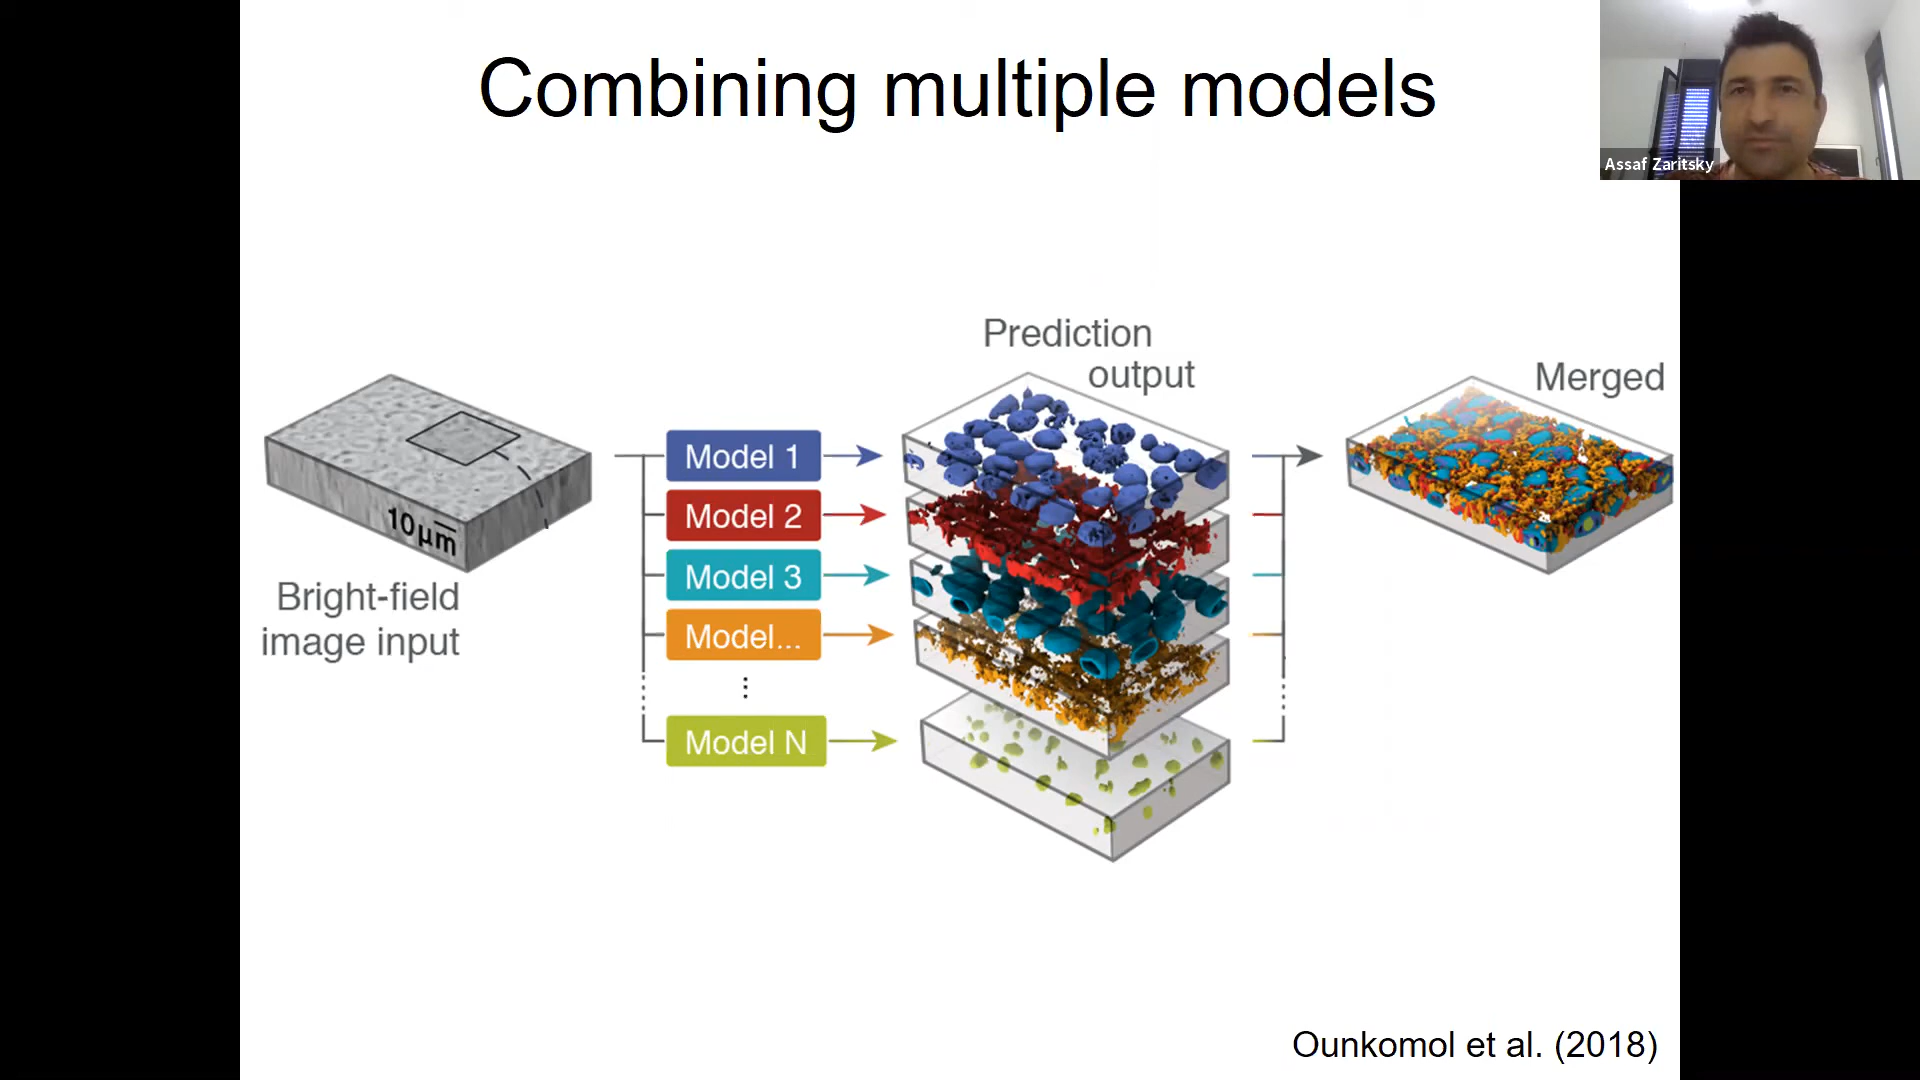 Combining multiple models
Assaf Zaritsky
Prediction
output
Merged
Model 1
Model 2
Model 3
Model...
⋮
Model N
10μm
Bright-field
image input
Ounkomol et al. (2018)